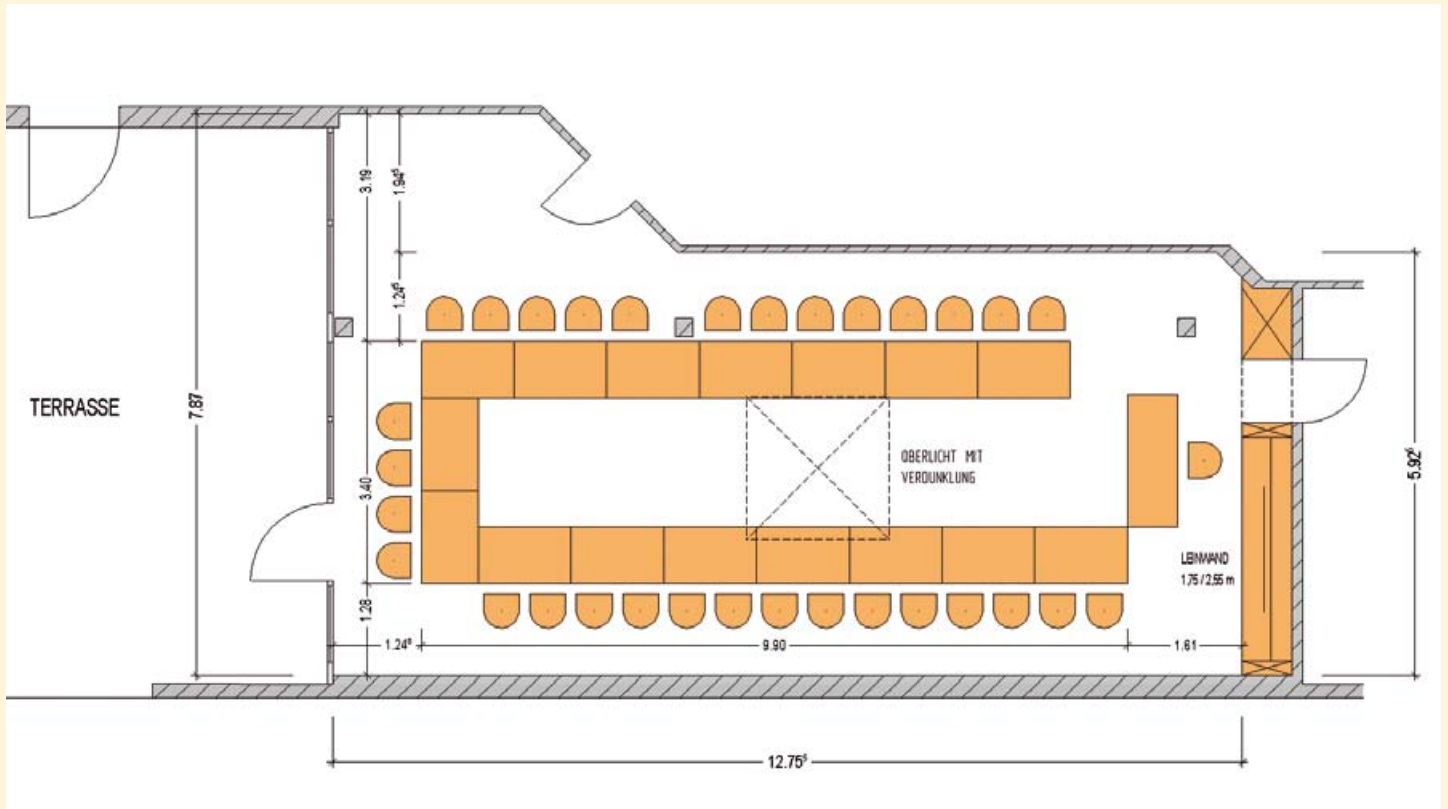 3.19
1.94⁵
1.24⁵
TERRASSE
7.87
3.40
OBERLICHT MIT
VERDUNKLUNG
5.92⁵
LEINWAND
1.75 / 2.55 m
1.28
1.24⁵
9.90
1.61
12.75⁵